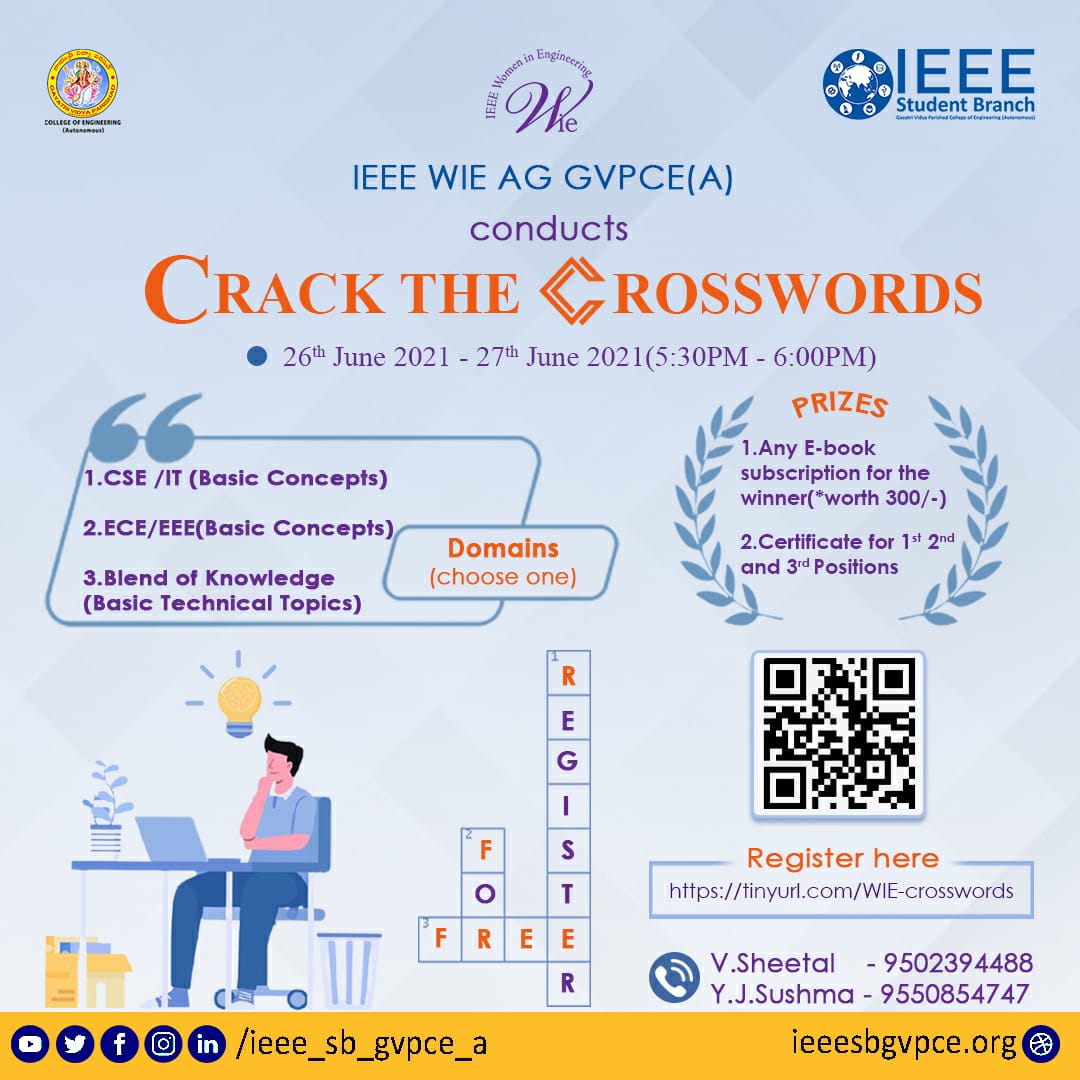 GAYATRI VIDYA PARISHAD
COLLEGE OF ENGINEERING
(Autonomous)
IEEE Women in Engineering
Wie
IEEE
Student Branch
Gayatri Vidya Parishad College of Engineering (Autonomous)
IEEE WIE AG GVPCE(A)
conducts
CRACK THE CROSSWORDS
26th June 2021 - 27th June 2021(5:30PM - 6:00PM)
1.CSE /IT (Basic Concepts)
2.ECE/EEE(Basic Concepts)
3.Blend of Knowledge
(Basic Technical Topics)
Domains
(choose one)
PRIZES
1.Any E-book
subscription for the
winner(*worth 300/-)
2.Certificate for 1st 2nd
and 3rd Positions
1 REGISTER
2 FOR
3 FREE
Register here
https://tinyurl.com/WIE-crosswords
V.Sheetal - 9502394488
Y.J.Sushma - 9550854747
/ieee_sb_gvpce_a
ieeesbgvpce.org